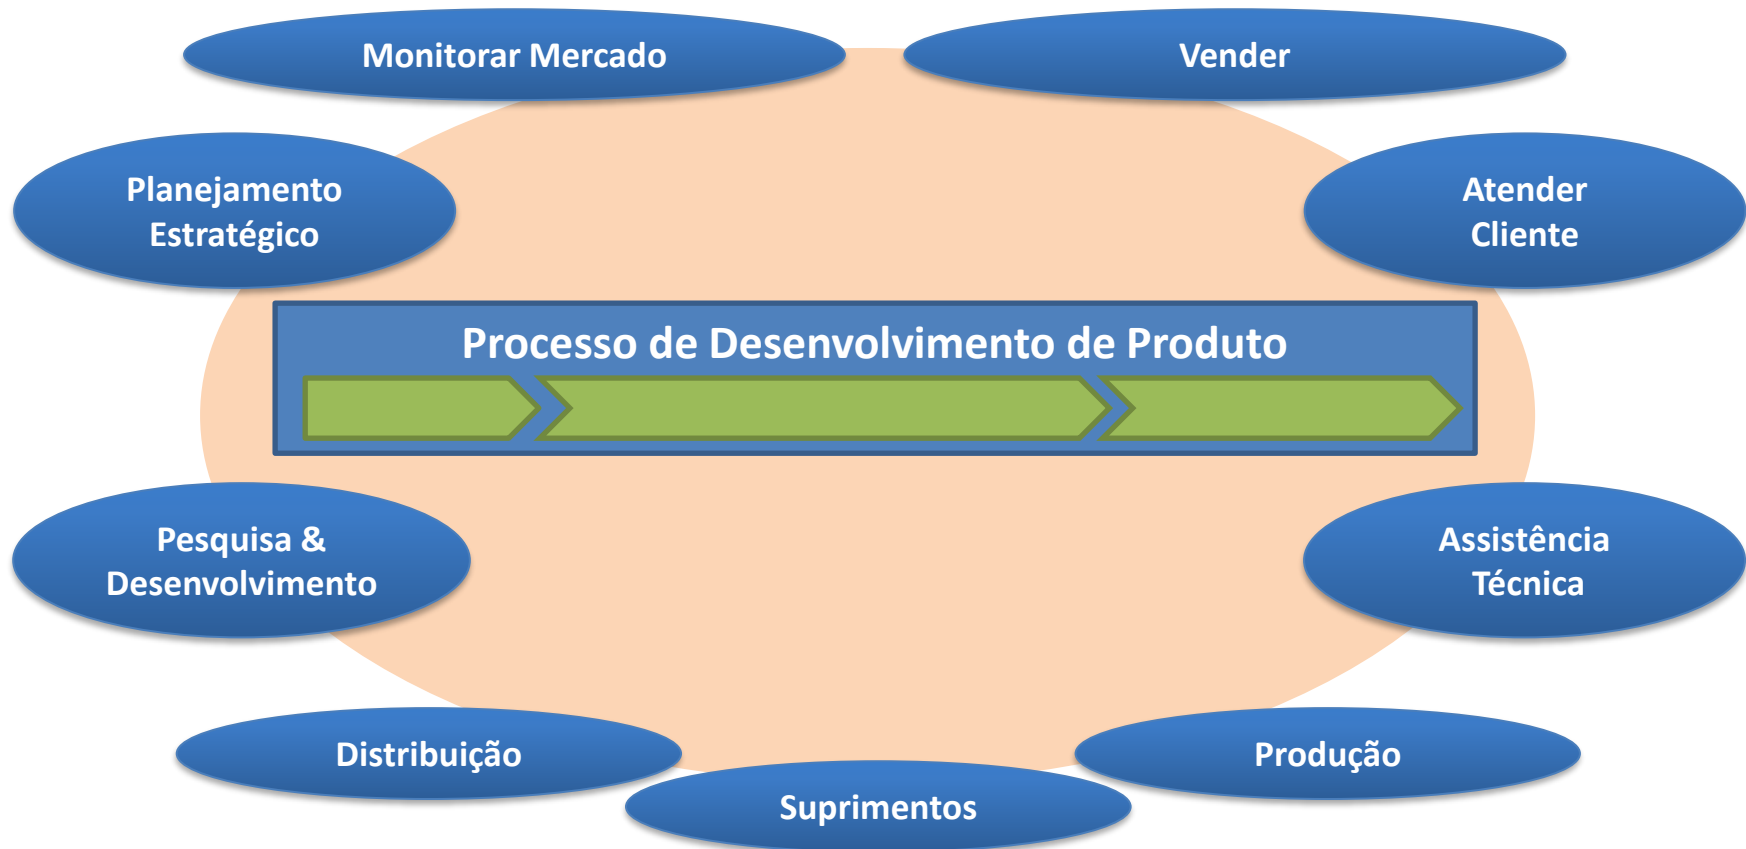 Monitorar Mercado
Vender
Planejamento
Estratégico
Atender
Cliente
Processo de Desenvolvimento de Produto
Pesquisa &
Desenvolvimento
Assistência
Técnica
Distribuição
Produção
Suprimentos